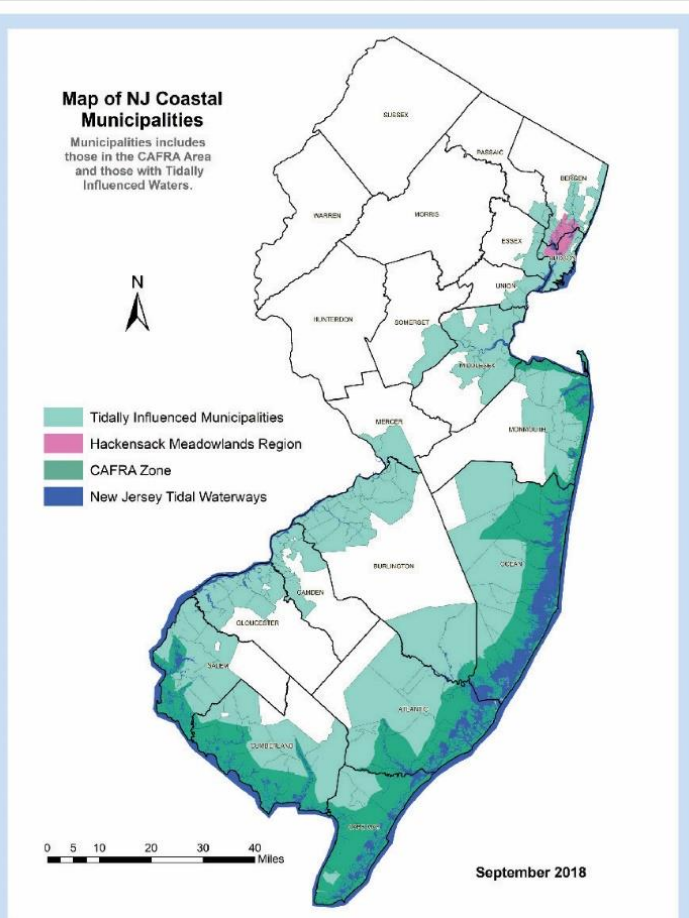 Map of NJ Coastal
Municipalities
Municipalities includes
those in the CAFRA Area
and those with Tidally
Influenced Waters.
SUSSEX
PASSAIC
BERGEN
WARREN
MORRIS
ESSEX
HUDSON
N
UNION
HUNTERDON
SOMERSET
MIDDLESEX
MERCER
MONMOUTH
Tidally Influenced Municipalities
Hackensack Meadowlands Region
CAFRA Zone
New Jersey Tidal Waterways
OCEAN
BURLINGTON
CAMDEN
GLOUCESTER
SALEM
ATLANTIC
CUMBERLAND
CAPE MAY
0 5 10 20 30 40
Miles
September 2018